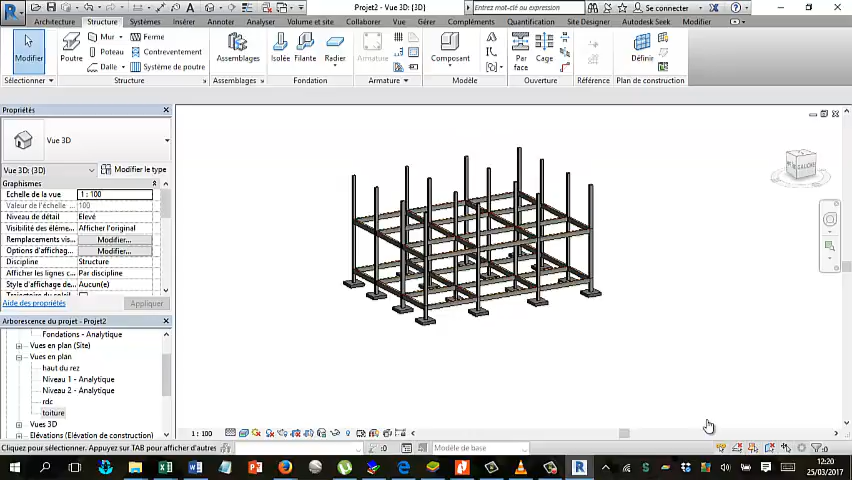 Projet2 - Vue 3D: {3D}
Entrez mot-clé ou expression
Se connecter
Architecture Structure Systèmes Insérer Annoter Analyser Volume et site Collaborer Vue Gérer Compléments Quantification Site Designer Autodesk Seek Modifier
Modifier
Poutre
Mur
Poteau
Dalle
Ferme
Contreventement
Système de poutres
Assemblages
Isolée
Filante
Radier
Armature
Composant
Par face
Cage
Référence
Définir
Sélectionner
Structure
Assemblages
Fondation
Armature
Modèle
Ouverture
Référence
Plan de construction
Propriétés
Vue 3D
Vue 3D: {3D}
Modifier le type
Graphismes
Echelle de la vue 1 : 100
Valeur de l'échelle 100
Niveau de détail Elevé
Visibilité des éléme... Afficher l'original
Remplacements vis... Modifier...
Options d'affichag... Modifier...
Discipline Structure
Afficher les lignes c... Par discipline
Style d'affichage de... Aucun(e)
Aide des propriétés
Appliquer
Arborescence du projet - Projet2
Fondations - Analytique
Vues en plan (Site)
Vues en plan
haut du rez
Niveau 1 - Analytique
Niveau 2 - Analytique
rdc
toiture
Vues 3D
Elévations (Elévation de construction)
1 : 100
Cliquez pour sélectionner. Appuyez sur TAB pour afficher d'autres
:0
Modèle de base
:0
12:20
25/03/2017